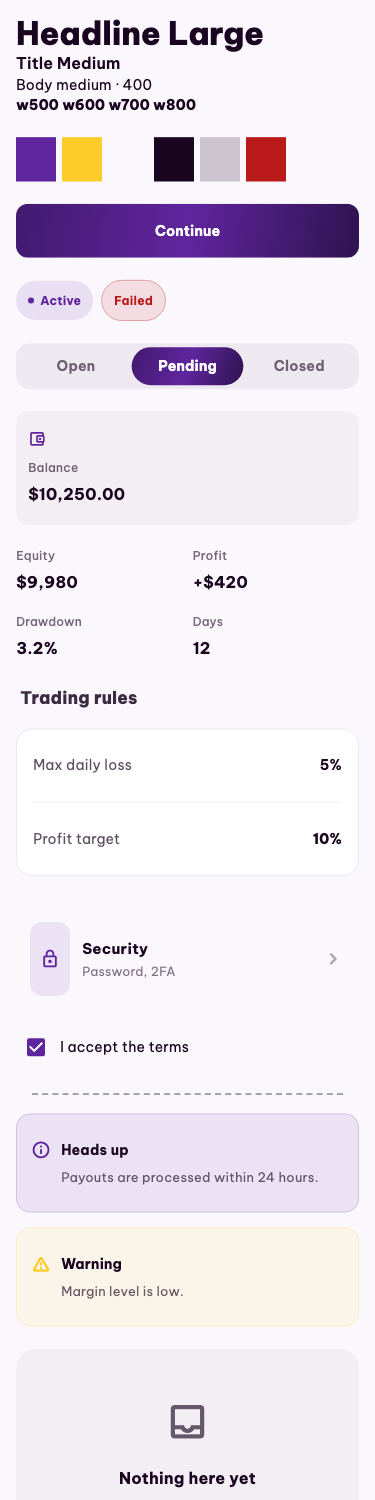 Headline Large
Title Medium
Body medium · 400
w500 w600 w700 w800
Continue
Active
Failed
Open
Pending
Closed
Balance
$10,250.00
Equity
Profit
$9,980
+$420
Drawdown
Days
3.2%
12
Trading rules
Max daily loss
5%
Profit target
10%
Security
Password, 2FA
I accept the terms
Heads up
Payouts are processed within 24 hours.
Warning
Margin level is low.
Nothing here yet